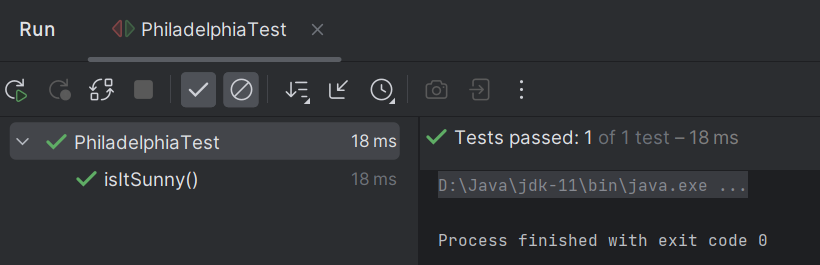 Run PhiladelphiaTest
PhiladelphiaTest 18 ms
isItSunny() 18 ms
Tests passed: 1 of 1 test – 18 ms
D:\Java\jdk-11\bin\java.exe ...
Process finished with exit code 0